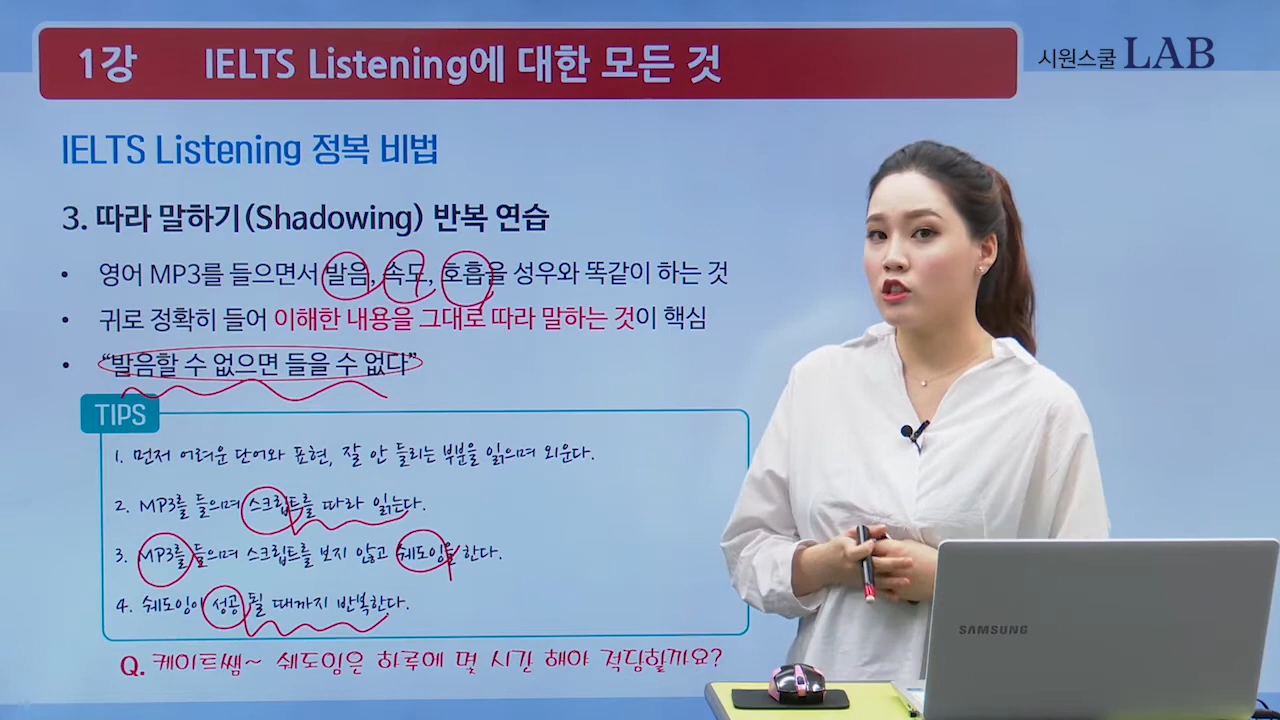 1강 IELTS Listening에 대한 모든 것
시원스쿨 LAB
IELTS Listening 정복 비법
3. 따라 말하기(Shadowing) 반복 연습
• 영어 MP3를 들으면서 발음, 속도, 호흡을 성우와 똑같이 하는 것
• 귀로 정확히 들어 이해한 내용을 그대로 따라 말하는 것이 핵심
• “발음할 수 없으면 들을 수 없다”
TIPS
1. 먼저 어려운 단어와 표현, 잘 안 들리는 부분을 읽으며 외운다.
2. MP3를 들으며 스크립트를 따라 읽는다.
3. MP3를 들으며 스크립트를 보지 않고 쉐도잉을 한다.
4. 쉐도잉이 성공 될 때까지 반복한다.
Q. 케이트쌤~ 쉐도잉은 하루에 몇 시간 해야 적당할까요?
SAMSUNG